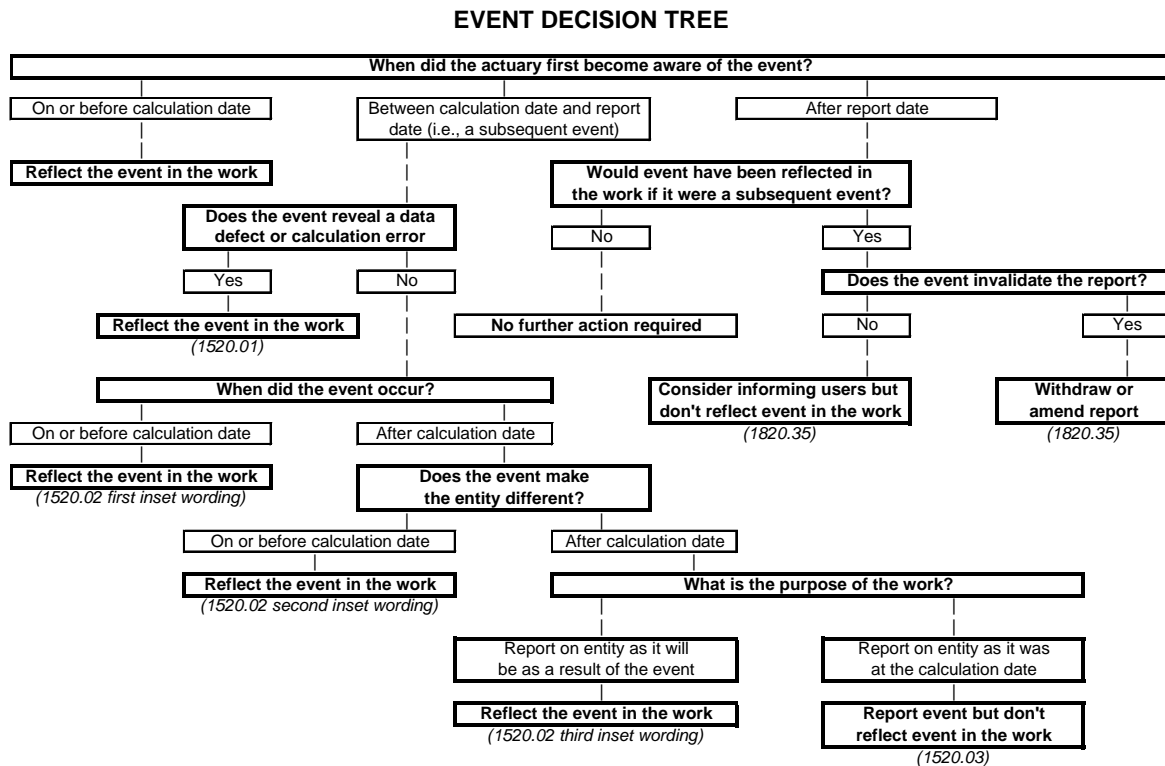 EVENT DECISION TREE
When did the actuary first become aware of the event?
On or before calculation date
Between calculation date and report
date (i.e., a subsequent event)
After report date
Reflect the event in the work
Would event have been reflected in
the work if it were a subsequent event?
Does the event reveal a data
defect or calculation error
No
Yes
Yes
No
Does the event invalidate the report?
Reflect the event in the work
(1520.01)
No further action required
No
Yes
When did the event occur?
Consider informing users but
don't reflect event in the work
(1820.35)
Withdraw or
amend report
(1820.35)
On or before calculation date
After calculation date
Reflect the event in the work
(1520.02 first inset wording)
Does the event make
the entity different?
On or before calculation date
After calculation date
Reflect the event in the work
(1520.02 second inset wording)
What is the purpose of the work?
Report on entity as it will
be as a result of the event
Report on entity as it was
at the calculation date
Reflect the event in the work
(1520.02 third inset wording)
Report event but don't
reflect event in the work
(1520.03)